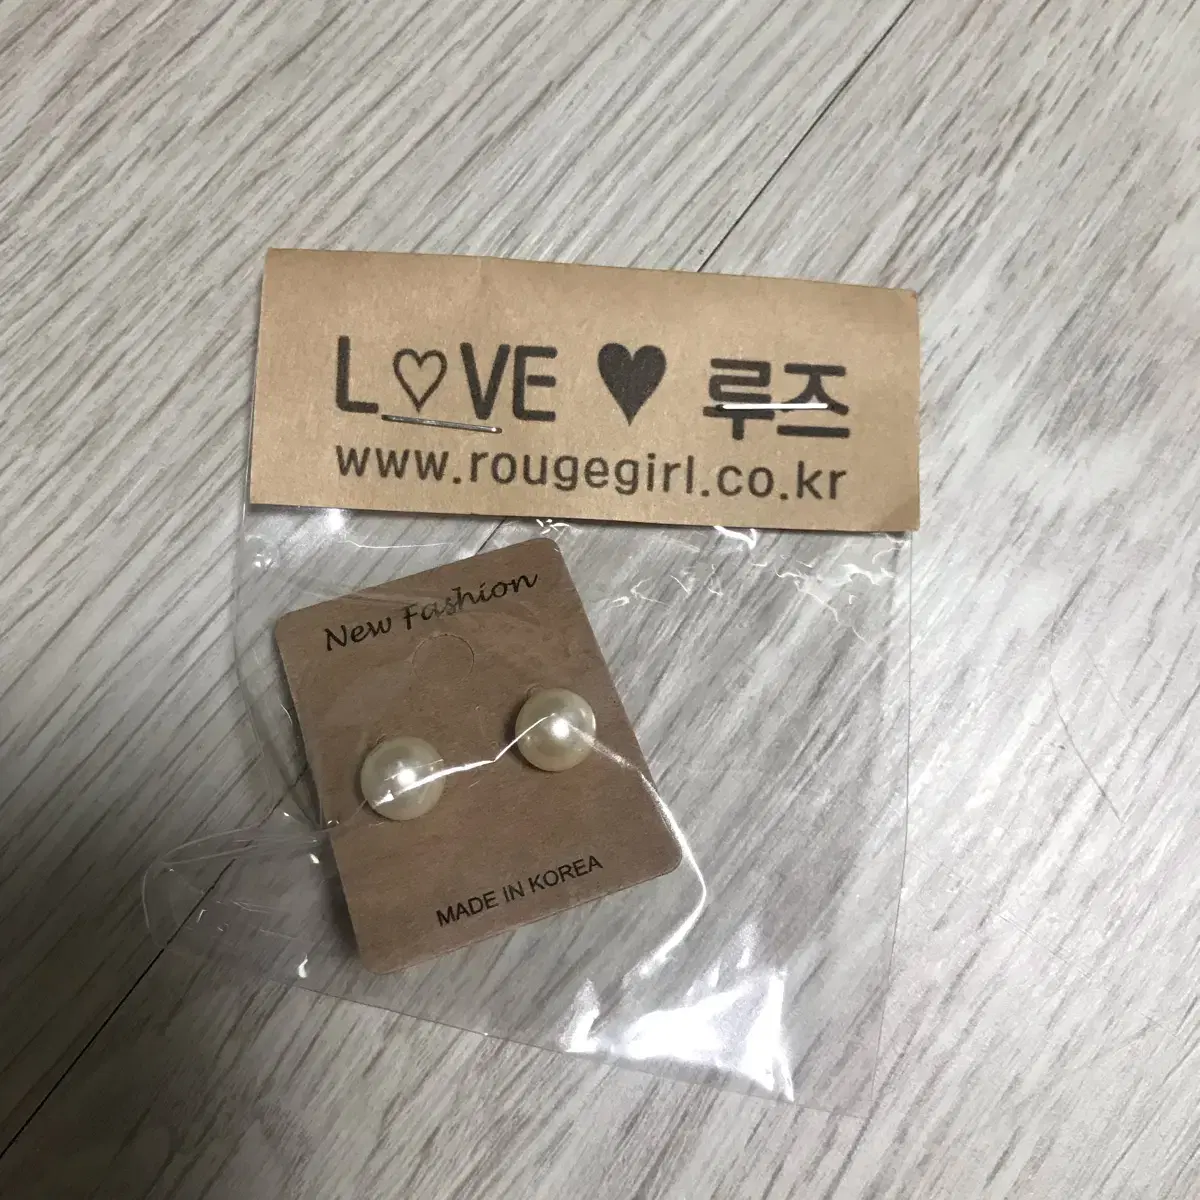 L♡VE ♥ 루즈
www.rougegirl.co.kr
New Fashion
MADE IN KOREA